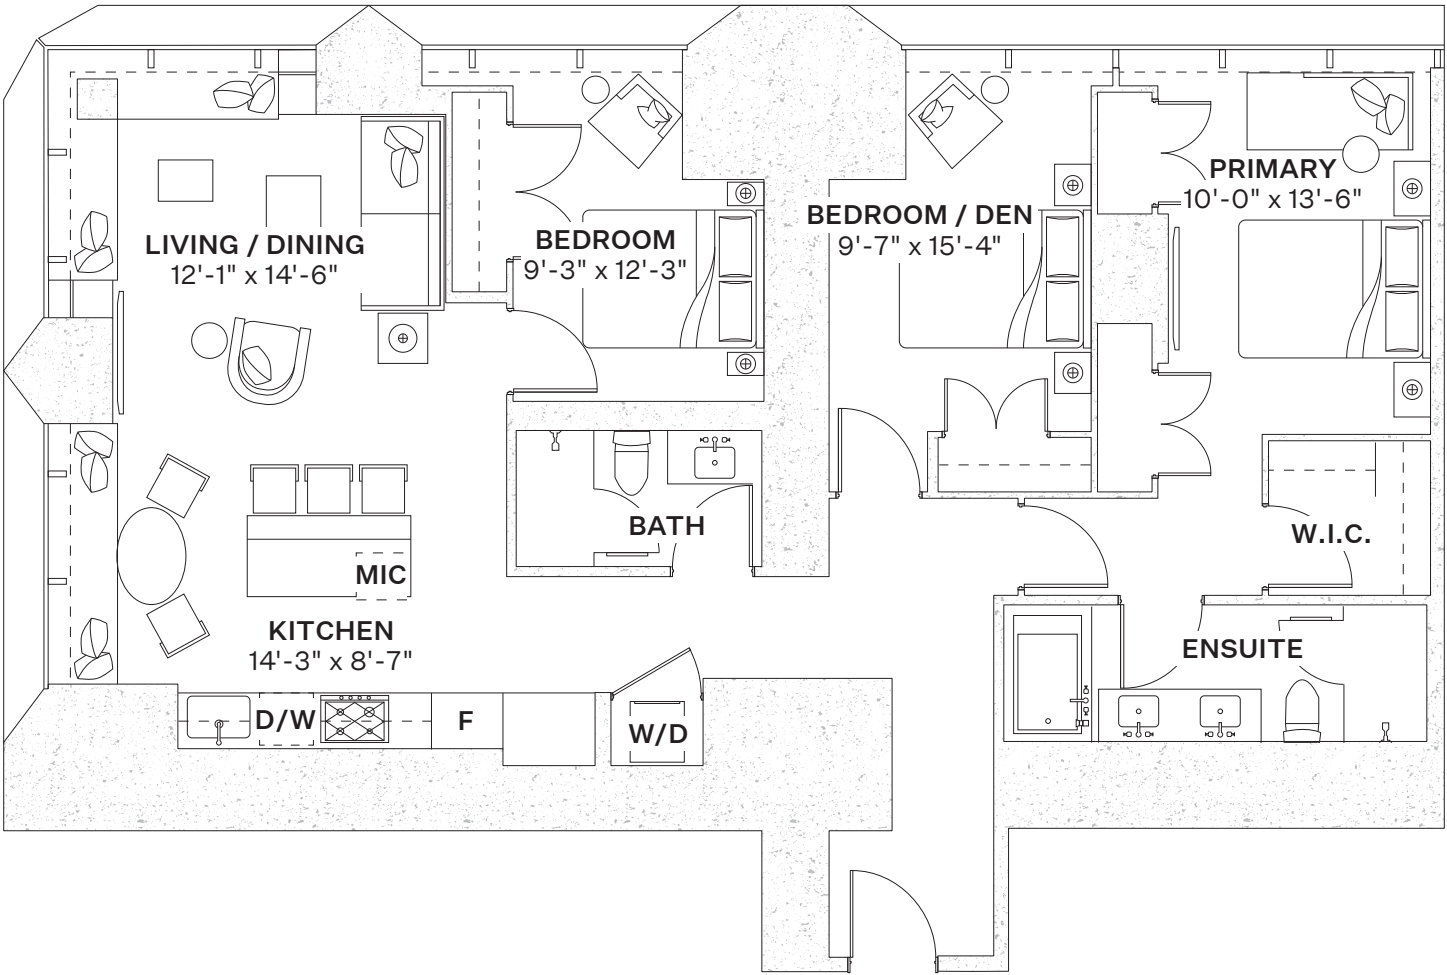 LIVING / DINING
12'-1" x 14'-6"
BEDROOM
9'-3" x 12'-3"
BEDROOM / DEN
9'-7" x 15'-4"
PRIMARY
10'-0" x 13'-6"
BATH
W.I.C.
MIC
KITCHEN
14'-3" x 8'-7"
ENSUITE
D/W
F
W/D